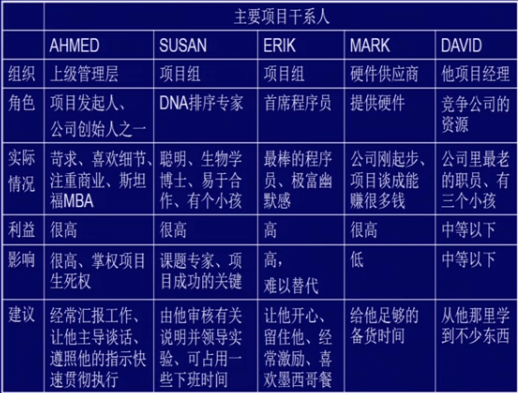 主要项目干系人
AHMED SUSAN ERIK MARK DAVID
组织 上级管理层 项目组 项目组 硬件供应商 他项目经理
角色 项目发起人、 DNA排序专家 首席程序员 提供硬件 竞争公司的
公司创始人之一 资源
实际 苛求、喜欢细节、 聪明、生物学 最棒的程序 公司刚起步、 公司里最老
情况 注重商业、斯坦 博士、易于合 员、极富幽 项目谈成能 的职员、有
福MBA 作、有个小孩 默感 赚很多钱 三个小孩
利益 很高 很高 高 很高 中等以下
影响 很高、掌权项目 课题专家、项 高， 低 中等以下
生死权 目成功的关键 难以替代
建议 经常汇报工作、 由他审核有关 让他开心、 给他足够的 从他那里学
让他主导谈话、 说明并领导实 留住他、经 备货时间 到不少东西
遵照他的指示快 验、可占用一 常激励、喜
速贯彻执行 些下班时间 欢墨西哥餐